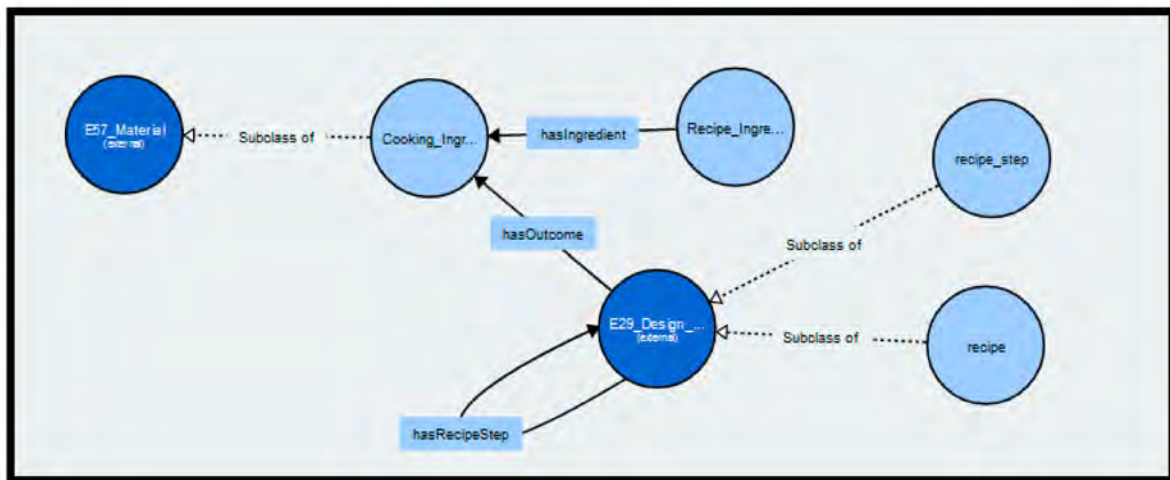 E57_Material
(external)
Subclass of
Cooking_Ingr...
hasIngredient
Recipe_Ingre...
recipe_step
hasOutcome
Subclass of
E29_Design_...
(external)
Subclass of
recipe
hasRecipeStep